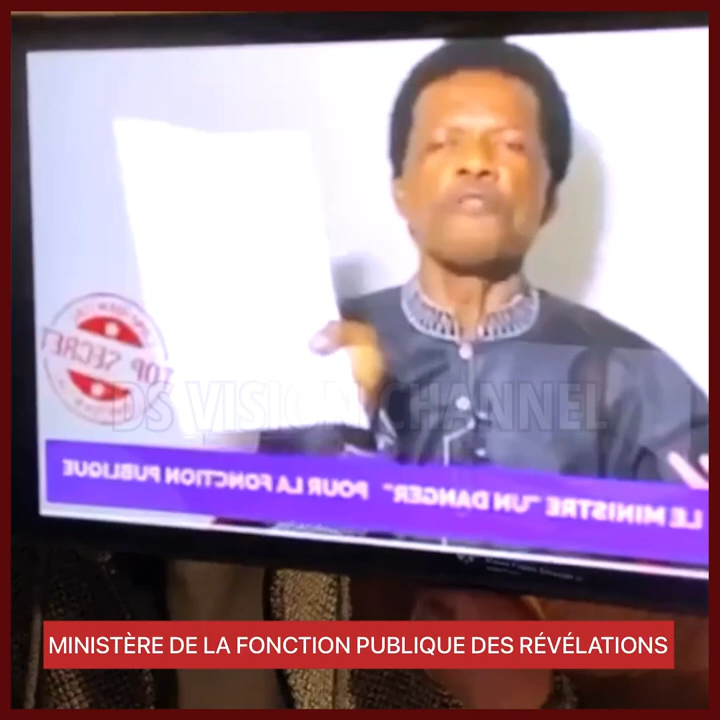 TOP SECRET
DS VISION CHANNEL
LE MINISTRE "UN DANGER" POUR LA FONCTION PUBLIQUE
MINISTÈRE DE LA FONCTION PUBLIQUE DES RÉVÉLATIONS